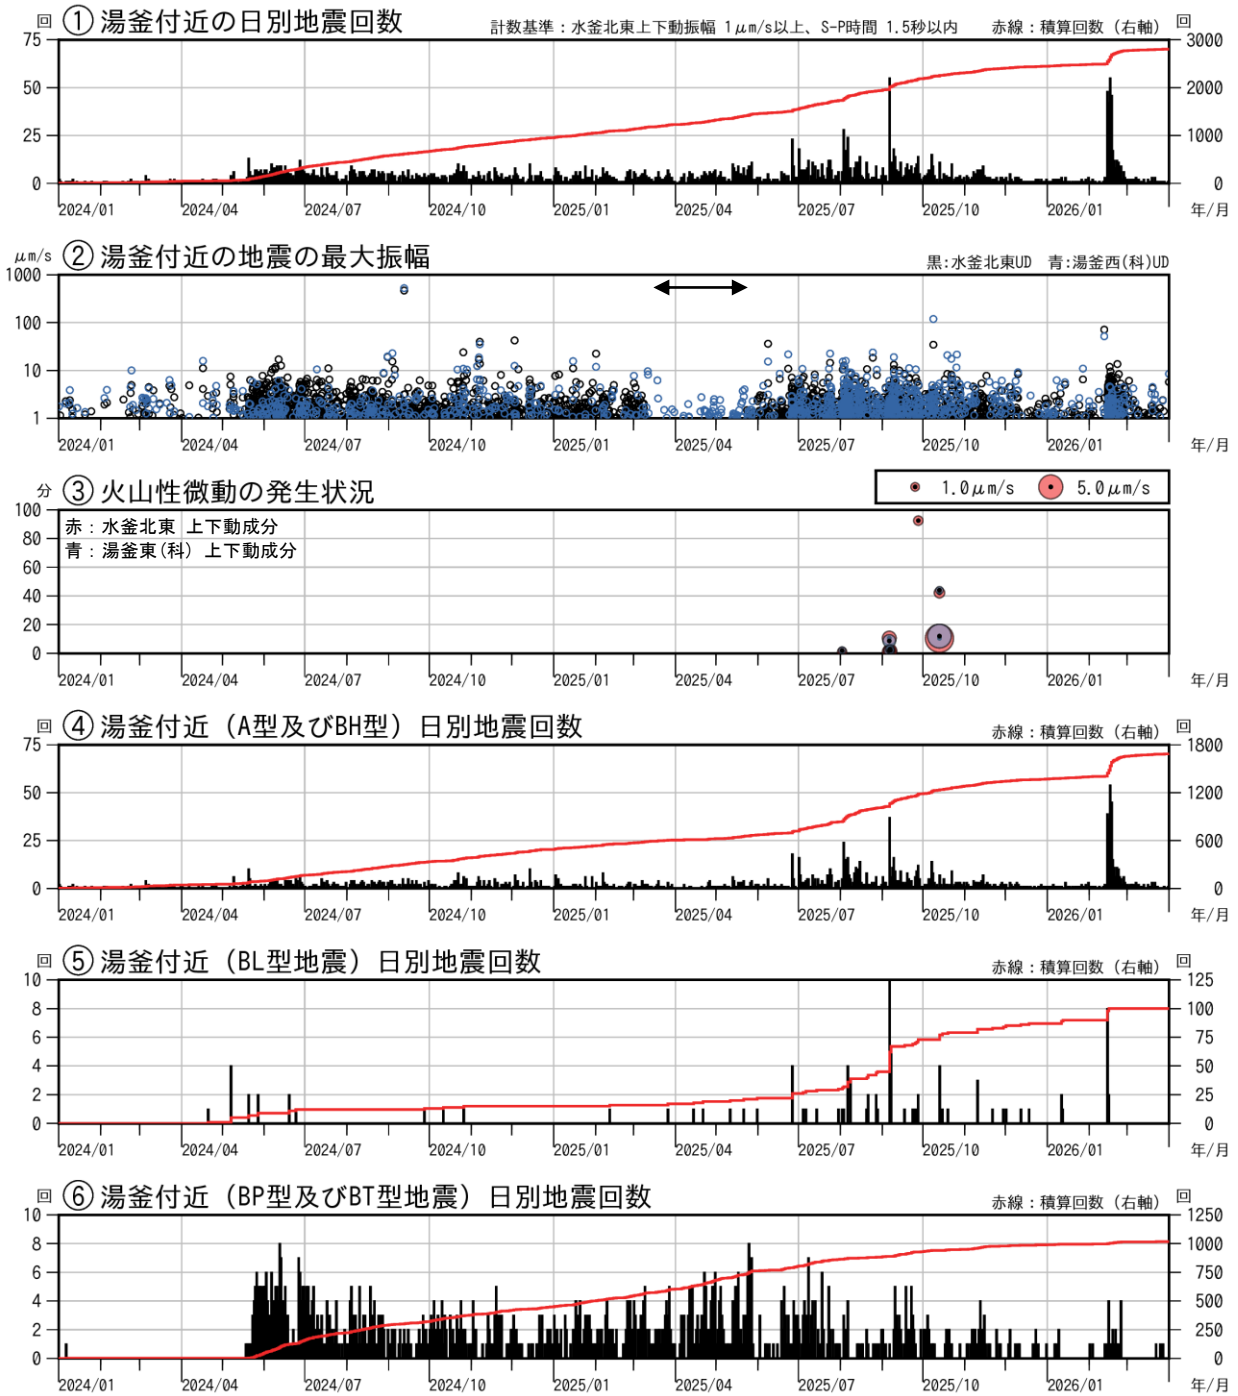 回 ① 湯釜付近の日別地震回数 計数基準：水釜北東上下動振幅 1μm/s以上、S-P時間 1.5秒以内 赤線：積算回数（右軸） 回
75 3000
50 2000
25 1000
0 0
2024/01 2024/04 2024/07 2024/10 2025/01 2025/04 2025/07 2025/10 2026/01 年/月
μm/s ② 湯釜付近の地震の最大振幅 黒:水釜北東UD 青:湯釜西(科)UD
1000
100
10
1
2024/01 2024/04 2024/07 2024/10 2025/01 2025/04 2025/07 2025/10 2026/01 年/月
分 ③ 火山性微動の発生状況 1.0μm/s 5.0μm/s
100
赤：水釜北東 上下動成分
80
青：湯釜東(科) 上下動成分
60
40
20
0
2024/01 2024/04 2024/07 2024/10 2025/01 2025/04 2025/07 2025/10 2026/01 年/月
回 ④ 湯釜付近（A型及びBH型）日別地震回数 赤線：積算回数（右軸） 回
75 1800
50 1200
25 600
0 0
2024/01 2024/04 2024/07 2024/10 2025/01 2025/04 2025/07 2025/10 2026/01 年/月
回 ⑤ 湯釜付近（BL型地震）日別地震回数 赤線：積算回数（右軸） 回
10 125
8 100
6 75
4 50
2 25
0 0
2024/01 2024/04 2024/07 2024/10 2025/01 2025/04 2025/07 2025/10 2026/01 年/月
回 ⑥ 湯釜付近（BP型及びBT型地震）日別地震回数 赤線：積算回数（右軸） 回
10 1250
8 1000
6 750
4 500
2 250
0 0
2024/01 2024/04 2024/07 2024/10 2025/01 2025/04 2025/07 2025/10 2026/01 年/月